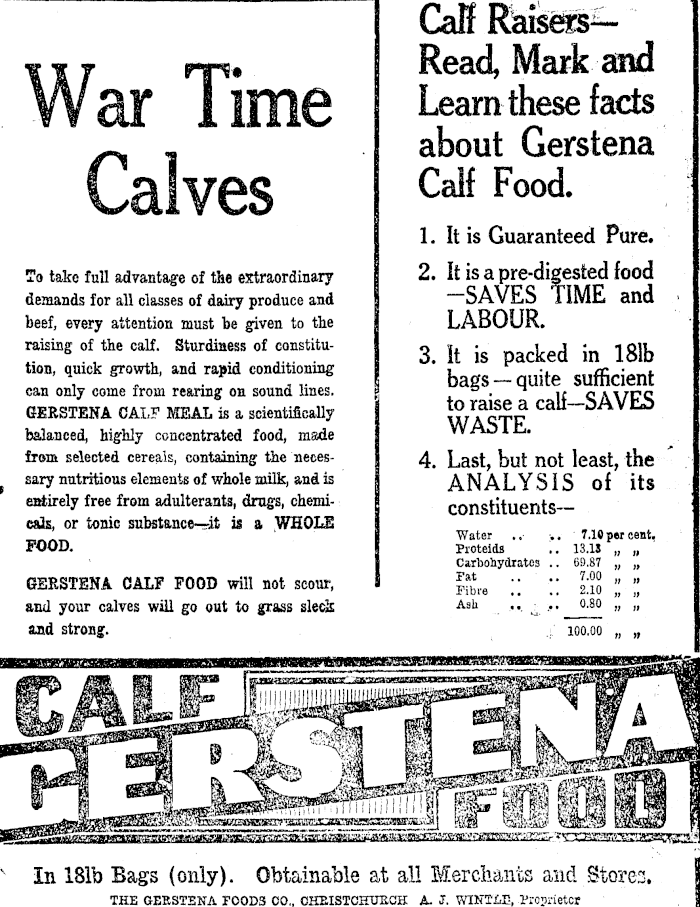 War Time
Calves
To take full advantage of the extraordinary
demands for all classes of dairy produce and
beef, every attention must be given to the
raising of the calf. Sturdiness of constitu-
tion, quick growth, and rapid conditioning
can only come from rearing on sound lines.
GERSTENA CALF MEAL is a scientifically
balanced, highly concentrated food, made
from selected cereals, containing the neces-
sary nutritious elements of whole milk, and is
entirely free from adulterants, drugs, chemi-
cals, or tonic substance—it is a WHOLE
FOOD.
GERSTENA CALF FOOD will not scour,
and your calves will go out to grass sleek
and strong.
Calf Raisers—
Read, Mark and
Learn these facts
about Gerstena
Calf Food.
1. It is Guaranteed Pure.
2. It is a pre-digested food
—SAVES TIME and
LABOUR.
3. It is packed in 18lb
bags — quite sufficient
to raise a calf—SAVES
WASTE.
4. Last, but not least, the
ANALYSIS of its
constituents—
Water .. .. 7.10 per cent.
Proteids .. 13.13 „ „
Carbohydrates .. 69.87 „ „
Fat .. .. 7.00 „ „
Fibre .. .. 2.10 „ „
Ash .. .. 0.80 „ „
100.00 „ „
CALF
GERSTENA
FOOD
In 18lb Bags (only). Obtainable at all Merchants and Stores.
THE GERSTENA FOODS CO., CHRISTCHURCH A. J. WINTLE, Proprietor